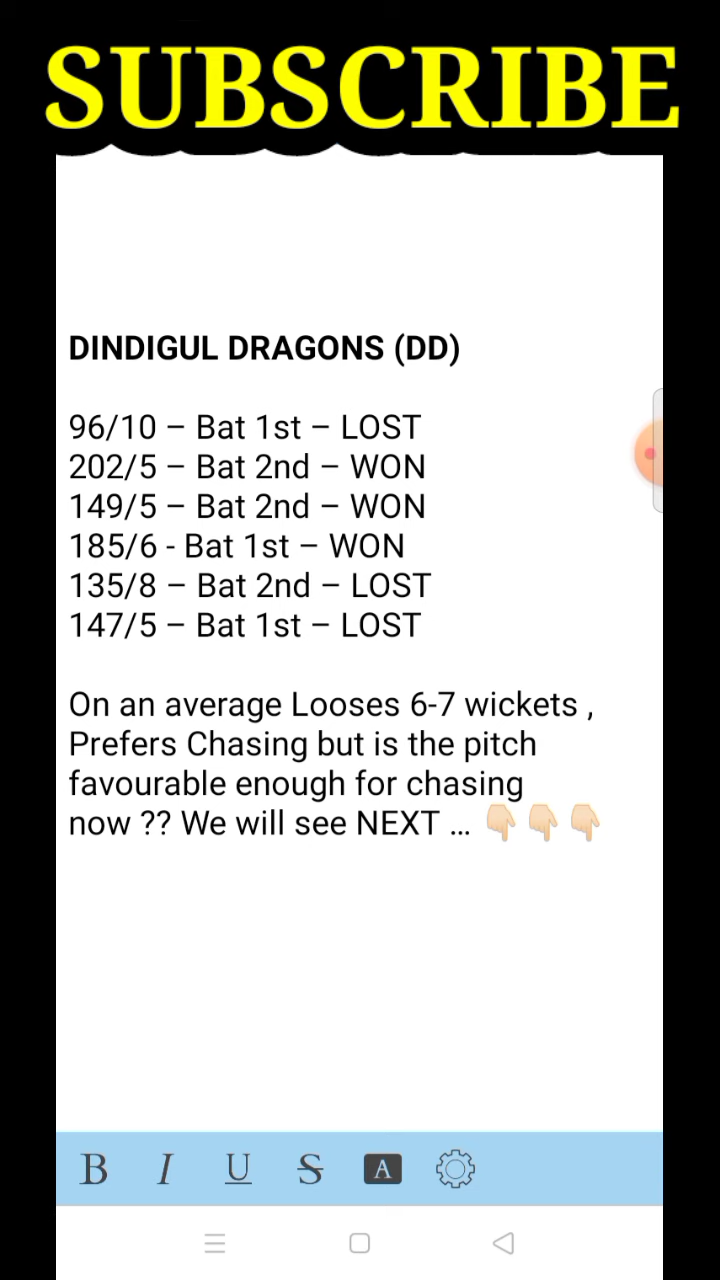 SUBSCRIBE
DINDIGUL DRAGONS (DD)
96/10 – Bat 1st – LOST
202/5 – Bat 2nd – WON
149/5 – Bat 2nd – WON
185/6 - Bat 1st – WON
135/8 – Bat 2nd – LOST
147/5 – Bat 1st – LOST
On an average Looses 6-7 wickets ,
Prefers Chasing but is the pitch
favourable enough for chasing
now ?? We will see NEXT ... 👇🏻👇🏻👇🏻
B I U S A